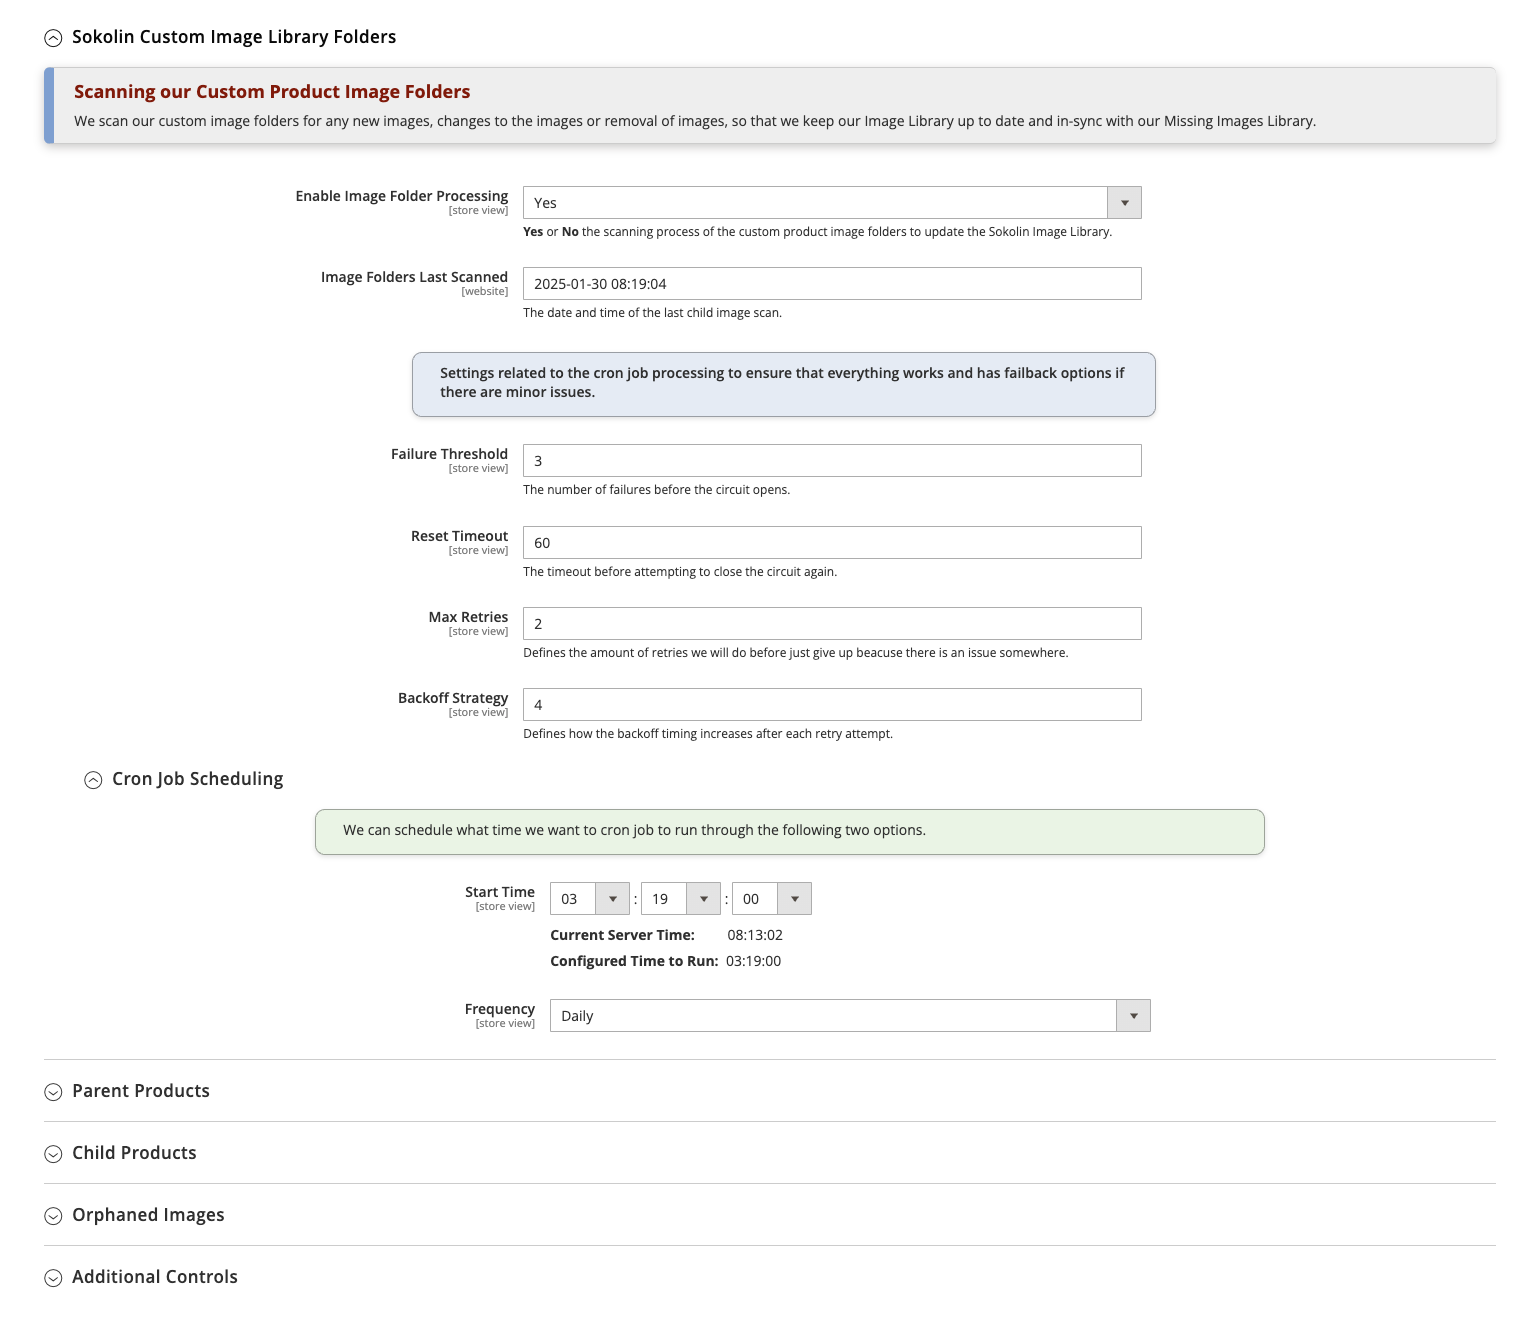 Sokolin Custom Image Library Folders
Scanning our Custom Product Image Folders
We scan our custom image folders for any new images, changes to the images or removal of images, so that we keep our Image Library up to date and in-sync with our Missing Images Library.
Enable Image Folder Processing
[store view]
Yes
Yes or No the scanning process of the custom product image folders to update the Sokolin Image Library.
Image Folders Last Scanned
[website]
2025-01-30 08:19:04
The date and time of the last child image scan.
Settings related to the cron job processing to ensure that everything works and has failback options if
there are minor issues.
Failure Threshold
[store view]
3
The number of failures before the circuit opens.
Reset Timeout
[store view]
60
The timeout before attempting to close the circuit again.
Max Retries
[store view]
2
Defines the amount of retries we will do before just give up beacuse there is an issue somewhere.
Backoff Strategy
[store view]
4
Defines how the backoff timing increases after each retry attempt.
Cron Job Scheduling
We can schedule what time we want to cron job to run through the following two options.
Start Time
[store view]
03 : 19 : 00
Current Server Time: 08:13:02
Configured Time to Run: 03:19:00
Frequency
[store view]
Daily
Parent Products
Child Products
Orphaned Images
Additional Controls